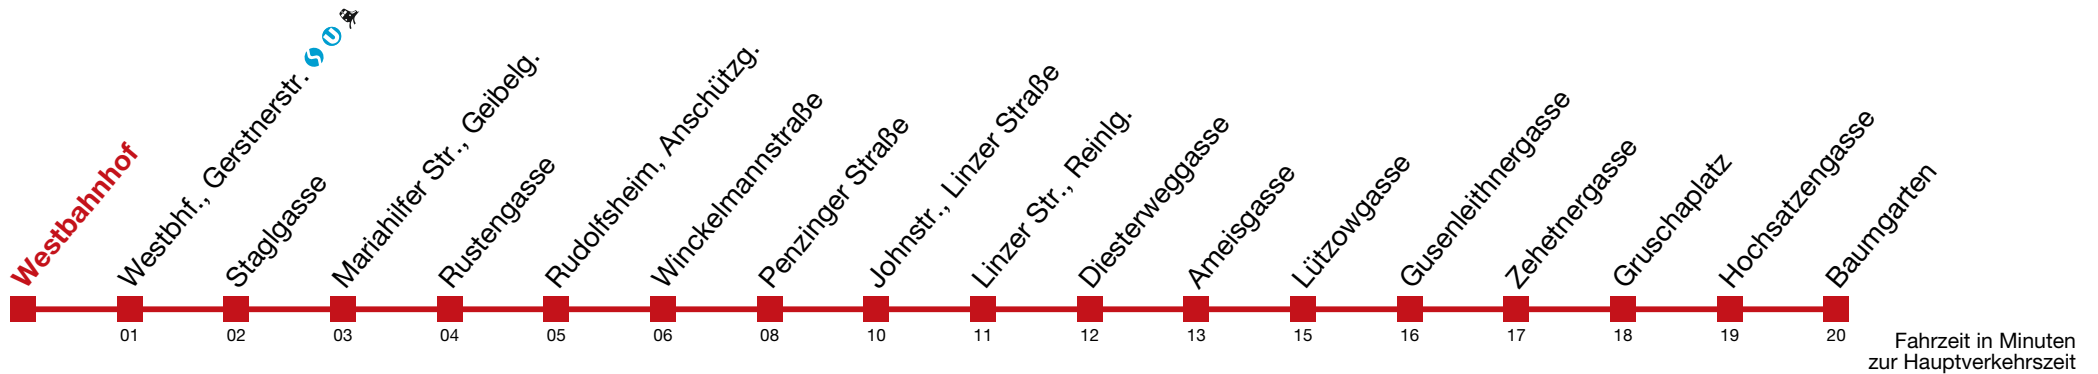 Westbahnhof
Westbhf., Gerstnerstr.
Staglgasse
Mariahilfer Str., Geibelg.
Rustengasse
Rudolfsheim, Anschützg.
Winckelmannstraße
Penzinger Straße
Johnstr., Linzer Straße
Linzer Str., Reinlg.
Diesterweggasse
Ameisgasse
Lützowgasse
Gusenleithnergasse
Zehetnergasse
Gruschaplatz
Hochsatzengasse
Baumgarten
01 02 03 04 05 06 08 10 11 12 13 15 16 17 18 19 20
Fahrzeit in Minuten
zur Hauptverkehrszeit